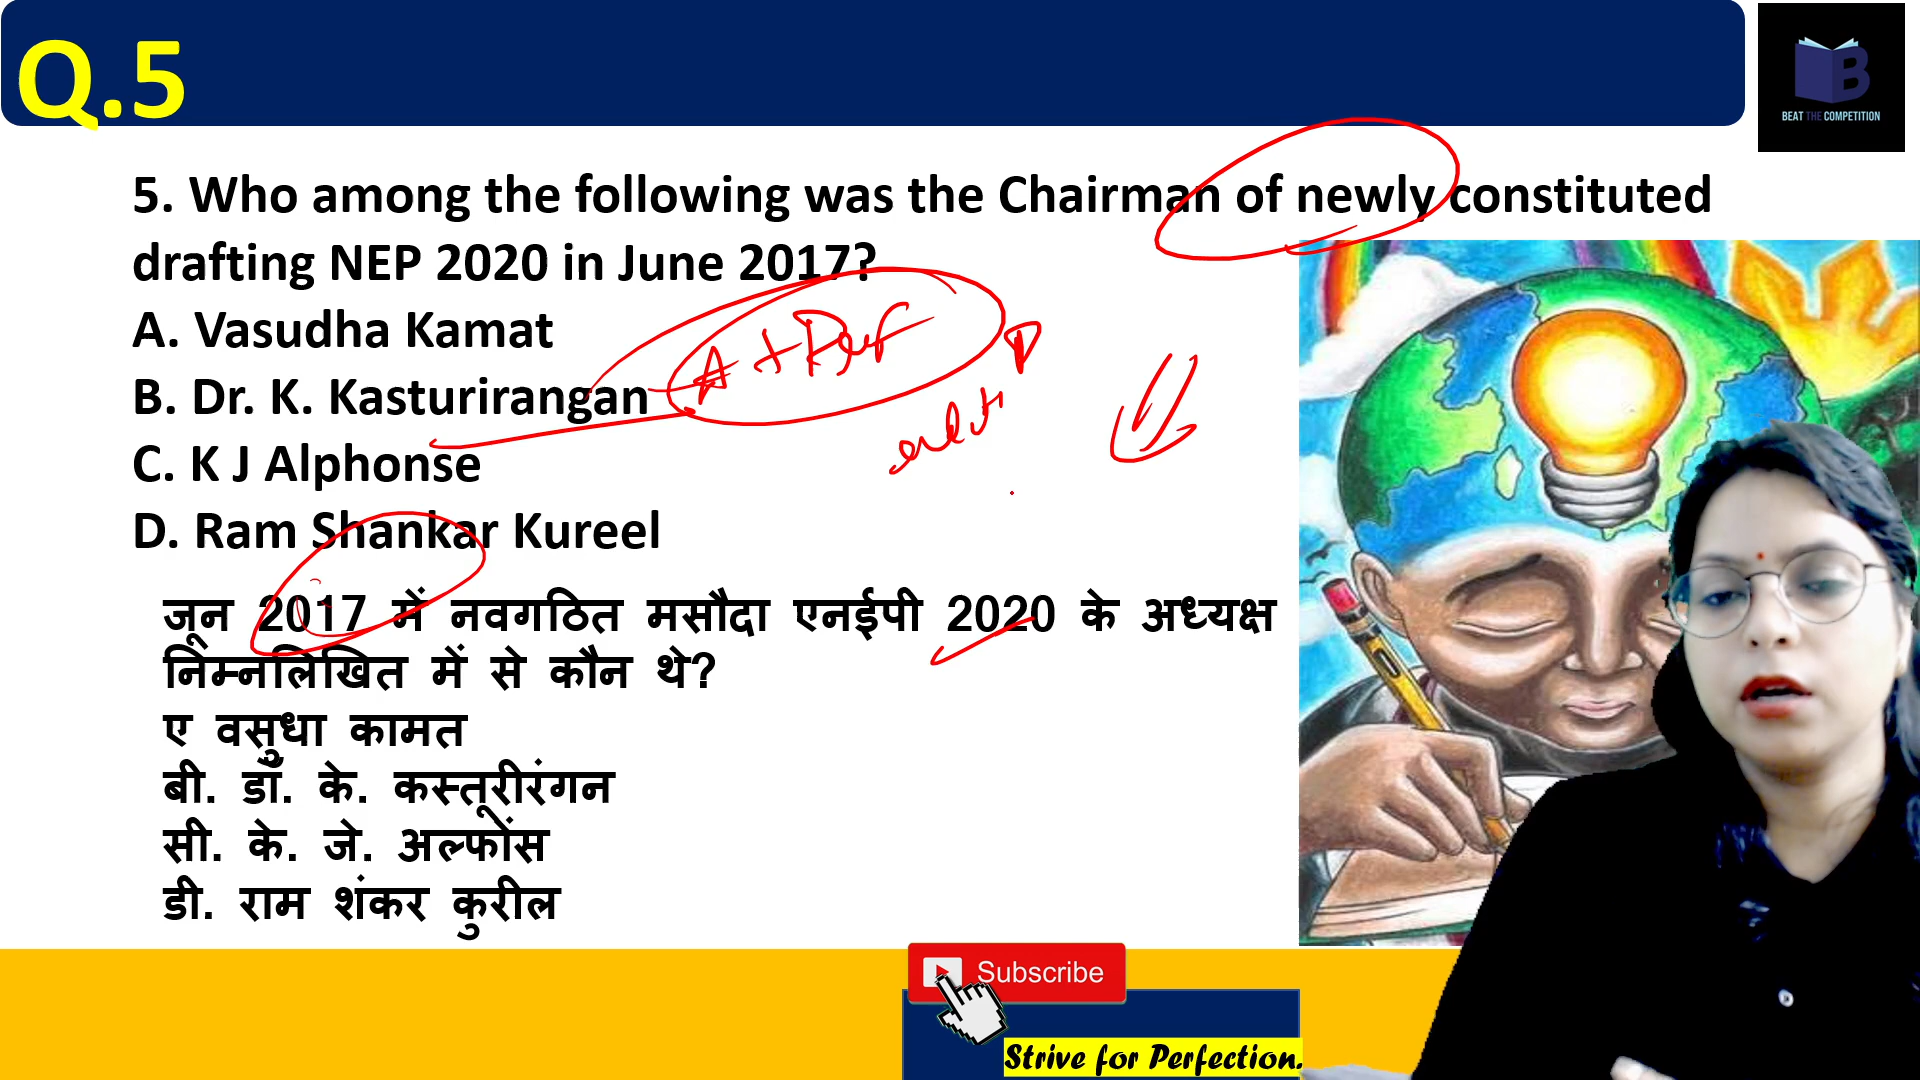 Q.5
BEAT THE COMPETITION
5. Who among the following was the Chairman of newly constituted
drafting NEP 2020 in June 2017?
A. Vasudha Kamat
B. Dr. K. Kasturirangan
C. K J Alphonse
D. Ram Shankar Kureel
जून 2017 में नवगठित मसौदा एनईपी 2020 के अध्यक्ष
निम्नलिखित में से कौन थे?
ए वसुधा कामत
बी. डॉ. के. कस्तूरीरंगन
सी. के. जे. अल्फोंस
डी. राम शंकर कुरील
Subscribe
Strive for Perfection.